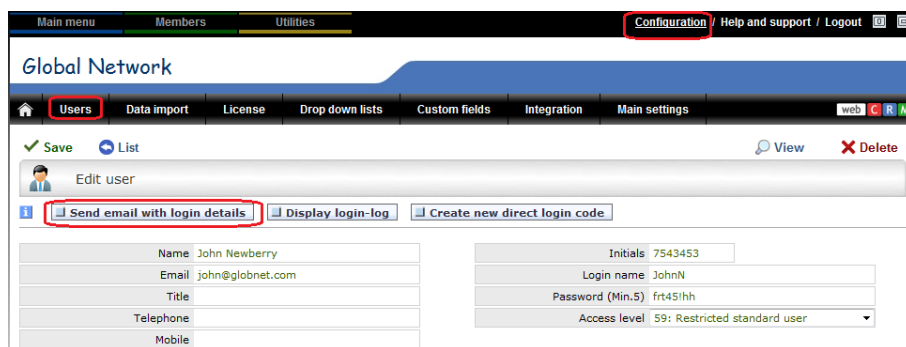 Main menu Members Utilities Configuration / Help and support / Logout
Global Network
Users Data import License Drop down lists Custom fields Integration Main settings web C R M
Save List View Delete
Edit user
i Send email with login details Display login-log Create new direct login code
Name John Newberry Initials 7543453
Email john@globnet.com Login name JohnN
Title Password (Min.5) frt45!hh
Telephone Access level 59: Restricted standard user
Mobile